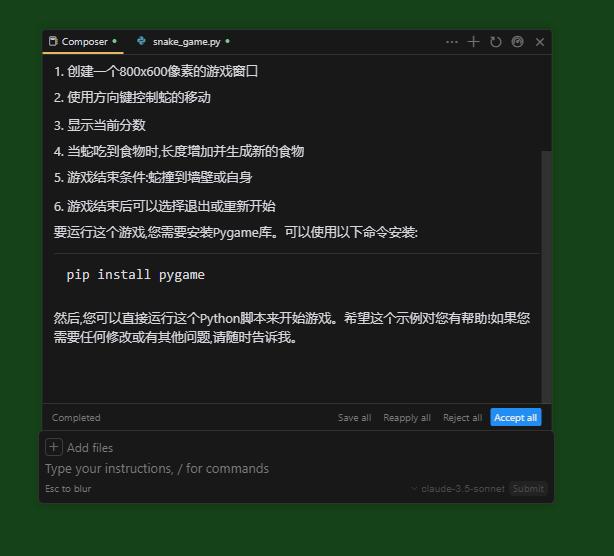 Composer
snake_game.py
1. 创建一个800x600像素的游戏窗口
2. 使用方向键控制蛇的移动
3. 显示当前分数
4. 当蛇吃到食物时,长度增加并生成新的食物
5. 游戏结束条件:蛇撞到墙壁或自身
6. 游戏结束后可以选择退出或重新开始
要运行这个游戏,您需要安装Pygame库。可以使用以下命令安装:
pip install pygame
然后,您可以直接运行这个Python脚本来开始游戏。希望这个示例对您有帮助!如果您
需要任何修改或有其他问题,请随时告诉我。
Completed Save all Reapply all Reject all Accept all
Add files
Type your instructions, / for commands
Esc to blur claude-3.5-sonnet Submit